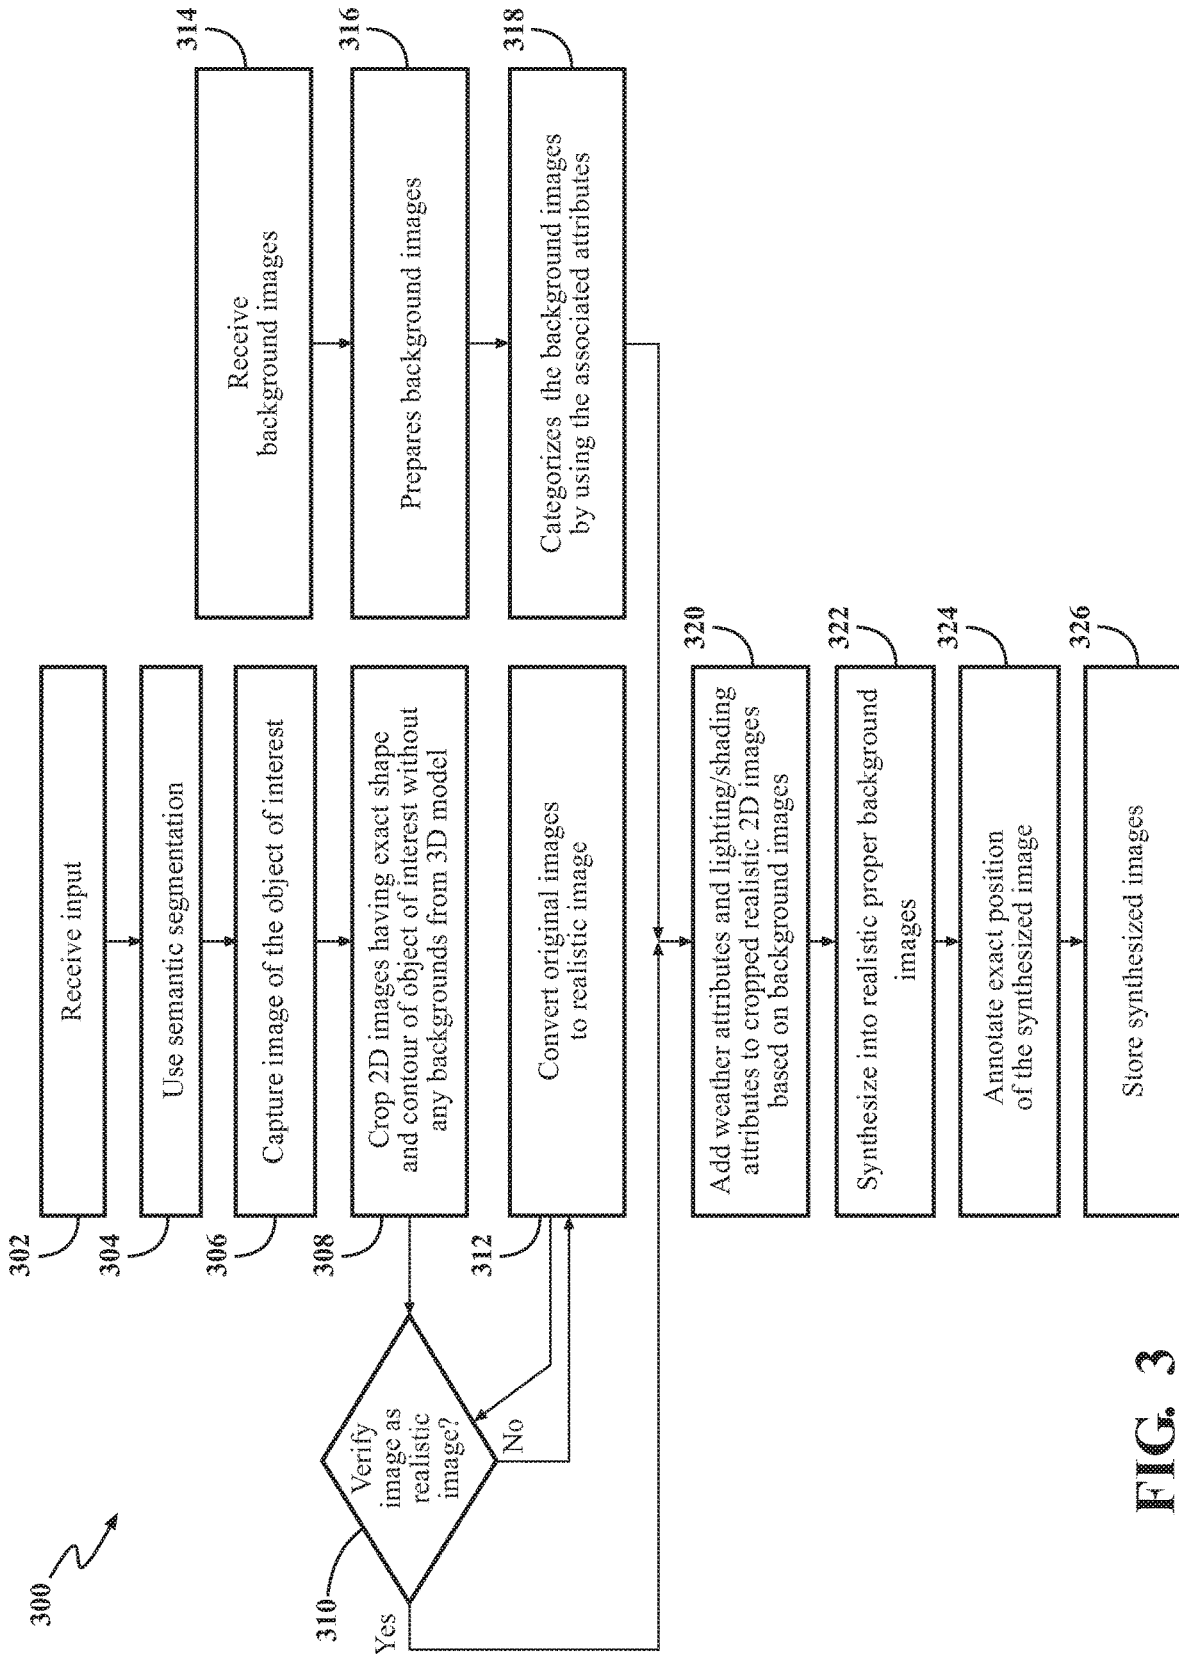 300
302
Receive input
304
Use semantic segmentation
306
Capture image of the object of interest
308
Crop 2D images having exact shape
and contour of object of interest without
any backgrounds from 3D model
310
Verify
image as
realistic
image?
Yes
No
312
Convert original images
to realistic image
314
Receive
background images
316
Prepares background images
318
Categorizes the background images
by using the associated attributes
320
Add weather attributes and lighting/shading
attributes to cropped realistic 2D images
based on background images
322
Synthesize into realistic proper background
images
324
Annotate exact position
of the synthesized image
326
Store synthesized images
FIG. 3